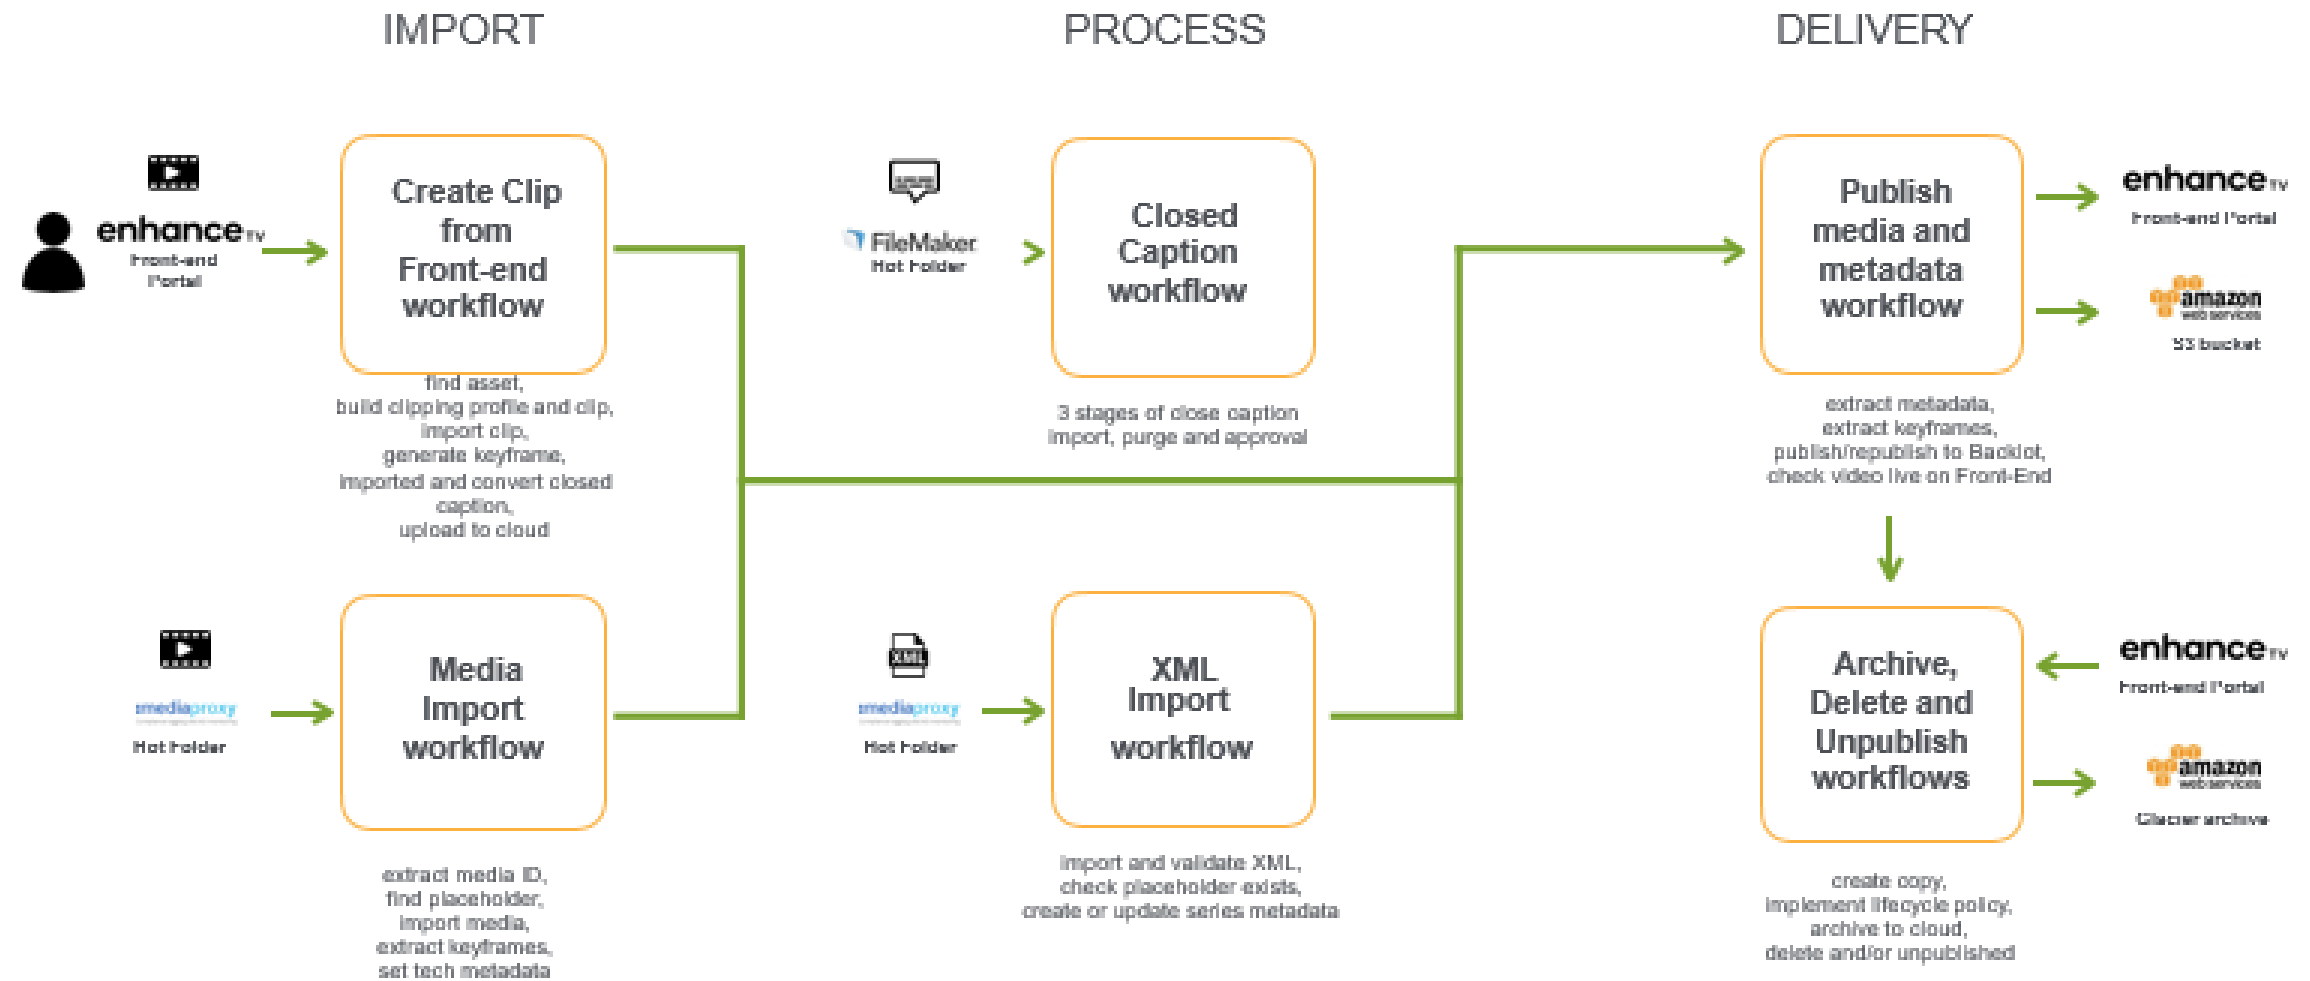 IMPORT
PROCESS
DELIVERY
enhance TV
Front-end
Portal
Create Clip
from
Front-end
workflow
find asset,
build clipping profile and clip,
import clip,
generate keyframe,
imported and convert closed
caption,
upload to cloud
FileMaker
Hot Folder
Closed
Caption
workflow
3 stages of close caption
import, purge and approval
Publish
media and
metadata
workflow
enhance TV
Front-end Portal
amazon
web services
S3 bucket
extract metadata,
extract keyframes,
publish/republish to Backlot,
check video live on Front-End
mediaproxy
Hot Folder
Media
Import
workflow
extract media ID,
find placeholder,
import media,
extract keyframes,
set tech metadata
XML
mediaproxy
Hot Folder
XML
Import
workflow
import and validate XML,
check placeholder exists,
create or update series metadata
Archive,
Delete and
Unpublish
workflows
enhance TV
Front-end Portal
amazon
web services
Glacier archive
create copy,
implement lifecycle policy,
archive to cloud,
delete and/or unpublished